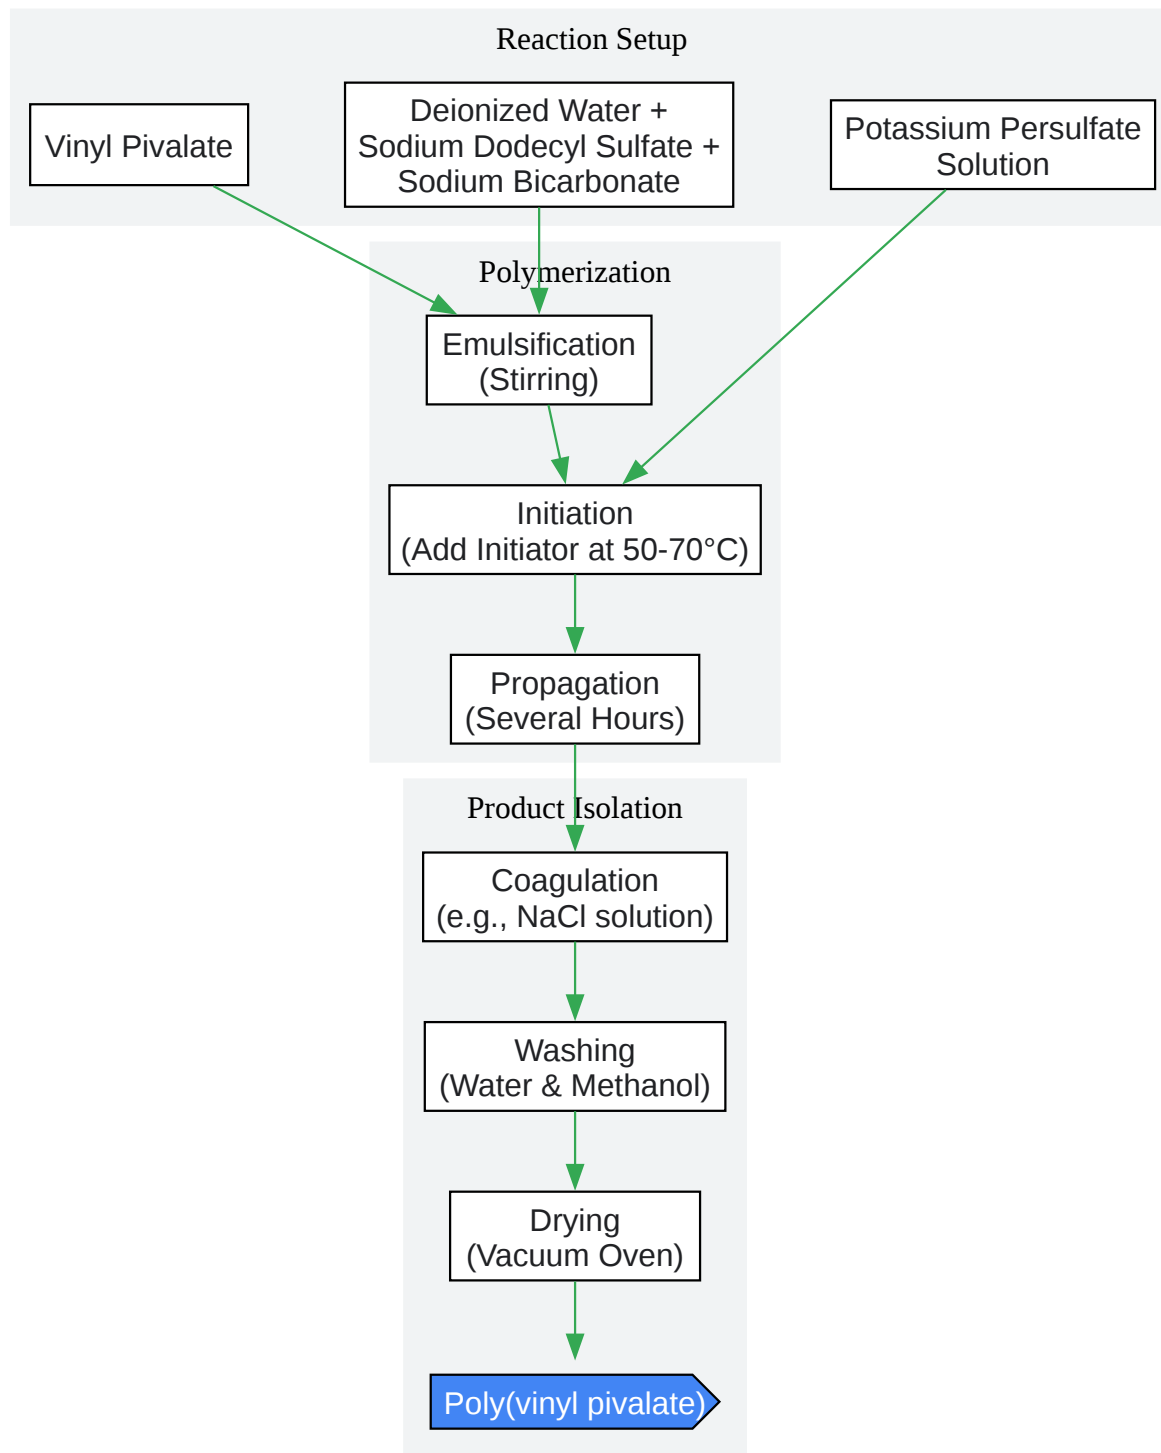 Reaction Setup
Vinyl Pivalate
Deionized Water +
Sodium Dodecyl Sulfate +
Sodium Bicarbonate
Potassium Persulfate
Solution
Polymerization
Emulsification
(Stirring)
Initiation
(Add Initiator at 50-70°C)
Propagation
(Several Hours)
Product Isolation
Coagulation
(e.g., NaCl solution)
Washing
(Water & Methanol)
Drying
(Vacuum Oven)
Poly(vinyl pivalate)